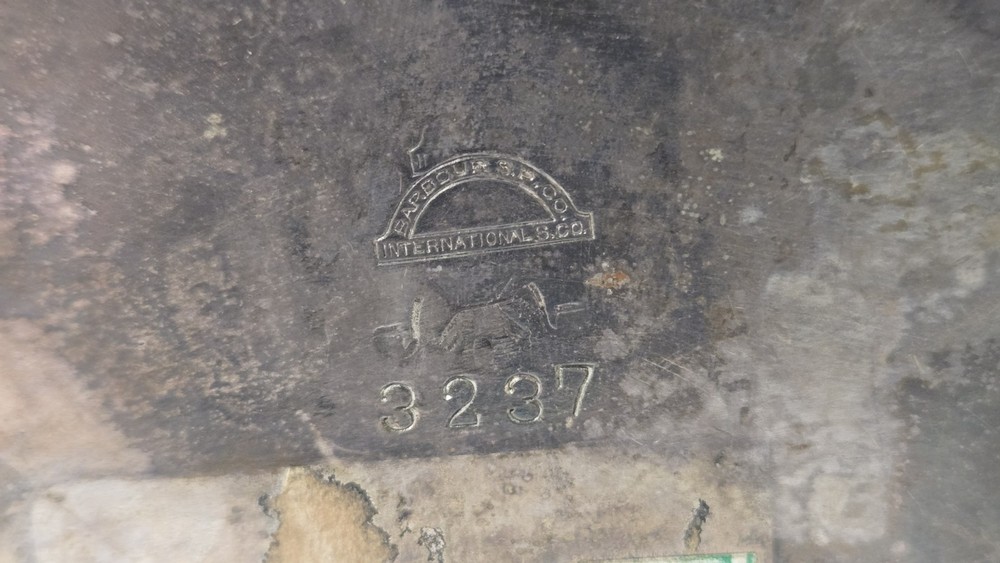 BARBOUR S.P. CO.
INTERNATIONAL S. CO.
3237